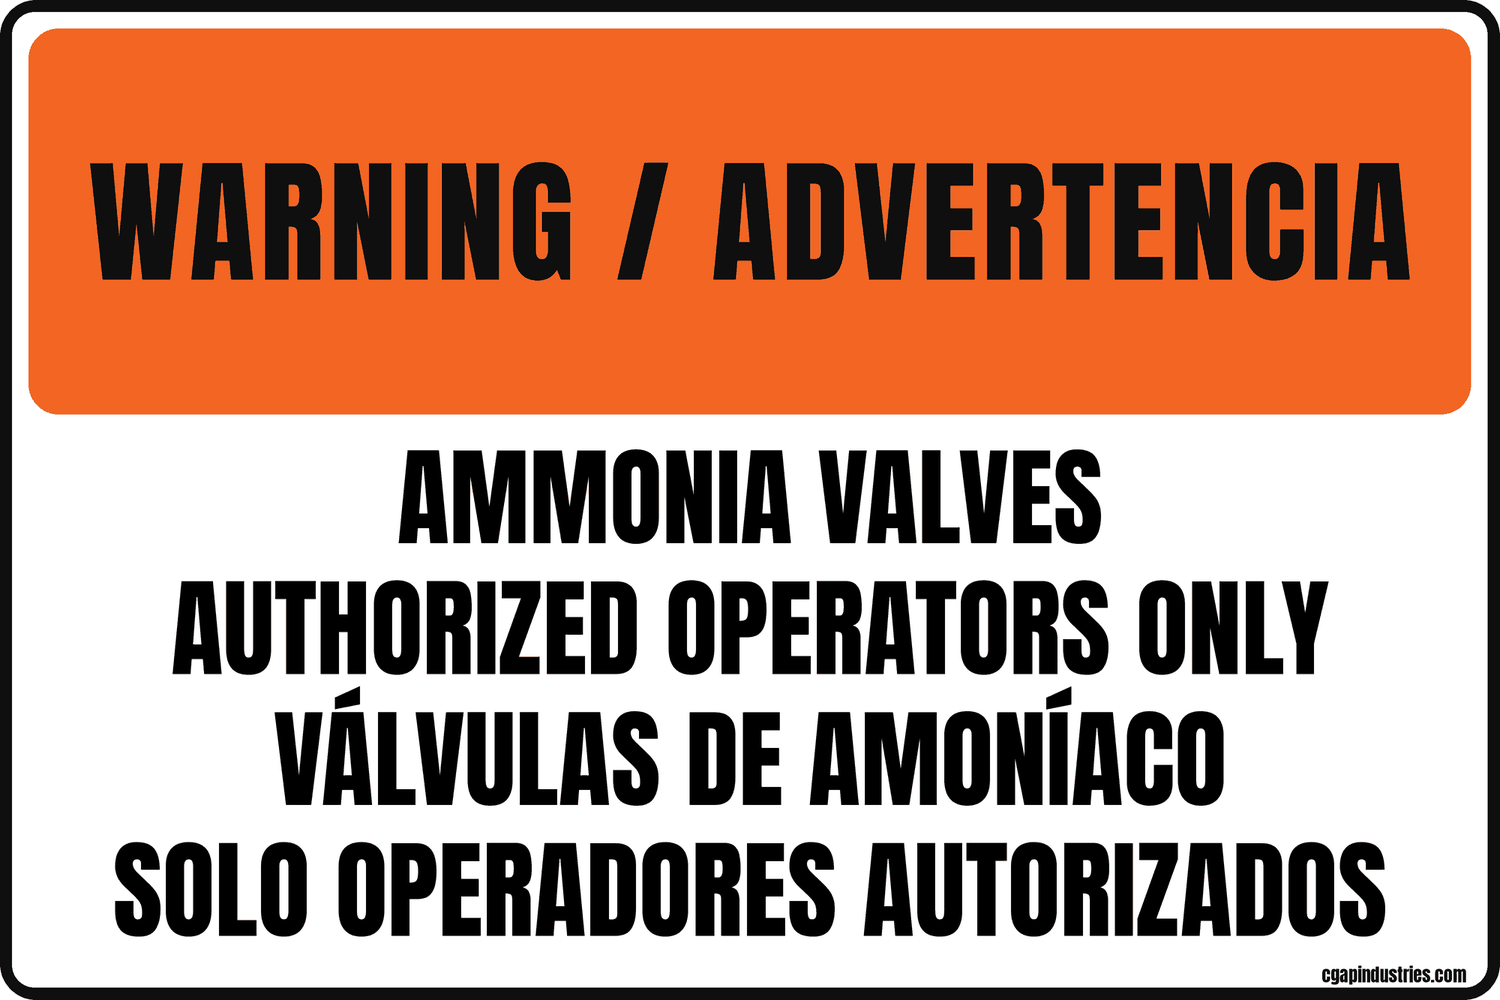 WARNING / ADVERTENCIA
AMMONIA VALVES
AUTHORIZED OPERATORS ONLY
VÁLVULAS DE AMONÍACO
SOLO OPERADORES AUTORIZADOS
cgapindustries.com